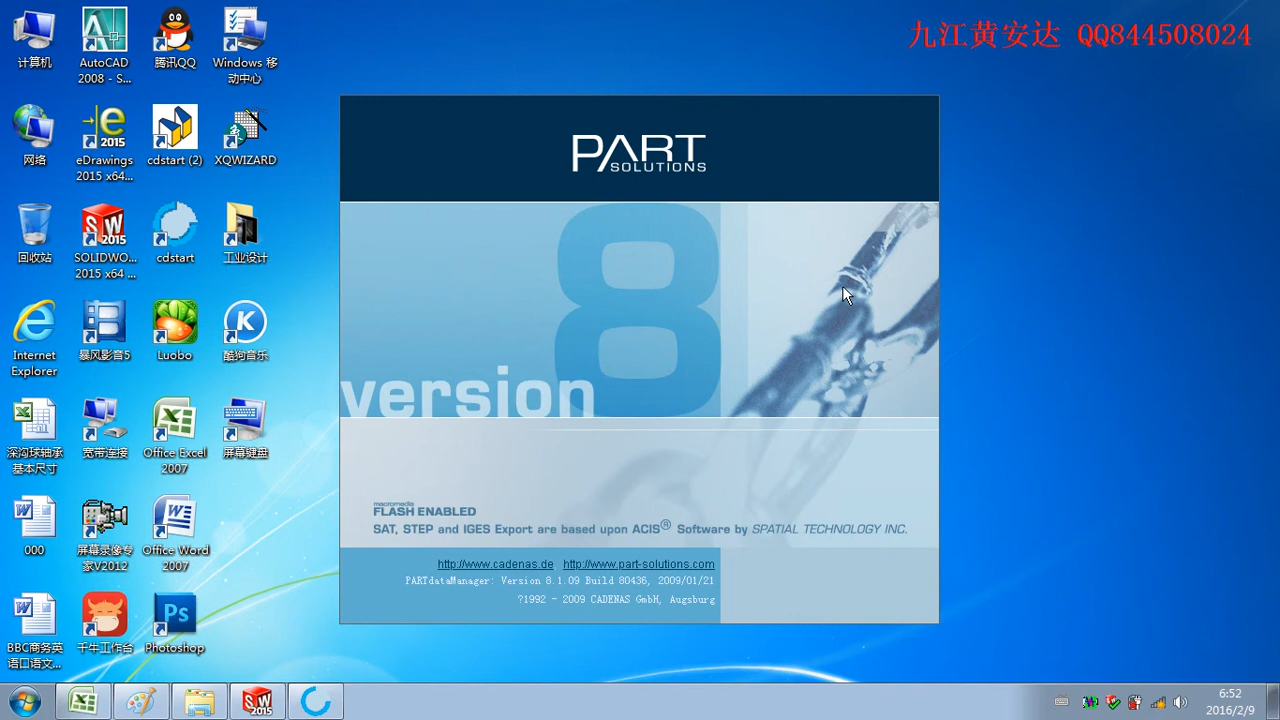 九江黄安达 QQ844508024
计算机
AutoCAD
2008 - S...
腾讯QQ
Windows 移
动中心
网络
2015
eDrawings
2015 x64...
cdstart (2)
XQWIZARD
回收站
SW
2015
SOLIDWO...
2015 x64 ...
cdstart
工业设计
Internet
Explorer
暴风影音5
Luobo
K
酷狗音乐
深沟球轴承
基本尺寸
宽带连接
Office Excel
2007
屏幕键盘
000
屏幕录像专
家V2012
Office Word
2007
BBC商务英
语口语文...
千牛工作台
Ps
Photoshop
PART
SOLUTIONS
8
version
macromedia
FLASH ENABLED
SAT, STEP and IGES Export are based upon ACIS® Software by SPATIAL TECHNOLOGY INC.
http://www.cadenas.de http://www.part-solutions.com
PARTdataManager: Version 8.1.09 Build 80436, 2009/01/21
?1992 - 2009 CADENAS GmbH, Augsburg
SW
2015
6:52
2016/2/9